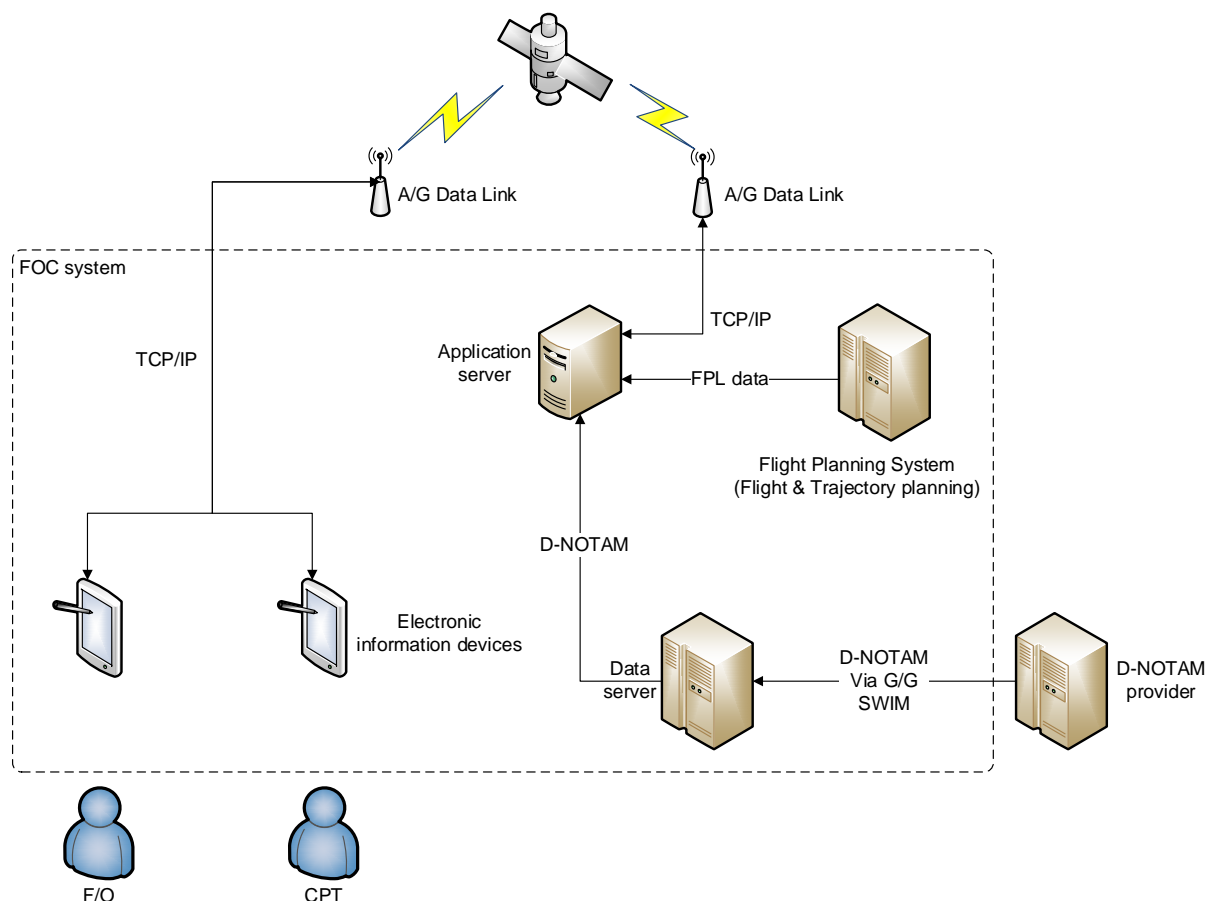 A/G Data Link
A/G Data Link
FOC system
TCP/IP
TCP/IP
Application
server
FPL data
Flight Planning System
(Flight & Trajectory planning)
D-NOTAM
Electronic
information devices
Data
server
D-NOTAM
Via G/G
SWIM
D-NOTAM
provider
F/O
CPT